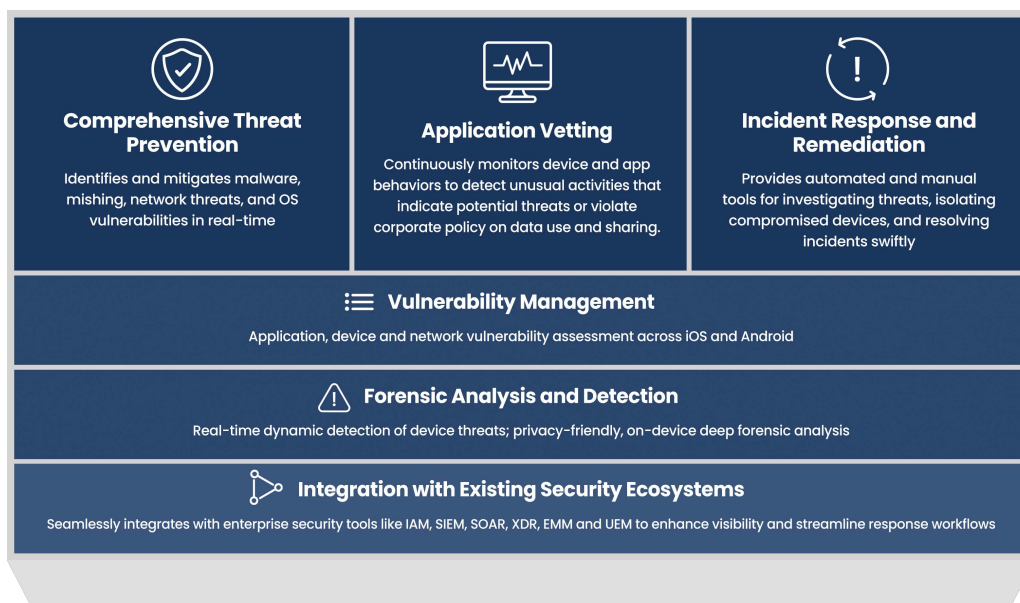 Comprehensive Threat
Prevention
Identifies and mitigates malware,
mishing, network threats, and OS
vulnerabilities in real-time
Application Vetting
Continuously monitors device and app
behaviors to detect unusual activities that
indicate potential threats or violate
corporate policy on data use and sharing.
Incident Response and
Remediation
Provides automated and manual
tools for investigating threats, isolating
compromised devices, and resolving
incidents swiftly
Vulnerability Management
Application, device and network vulnerability assessment across iOS and Android
Forensic Analysis and Detection
Real-time dynamic detection of device threats; privacy-friendly, on-device deep forensic analysis
Integration with Existing Security Ecosystems
Seamlessly integrates with enterprise security tools like IAM, SIEM, SOAR, XDR, EMM and UEM to enhance visibility and streamline response workflows